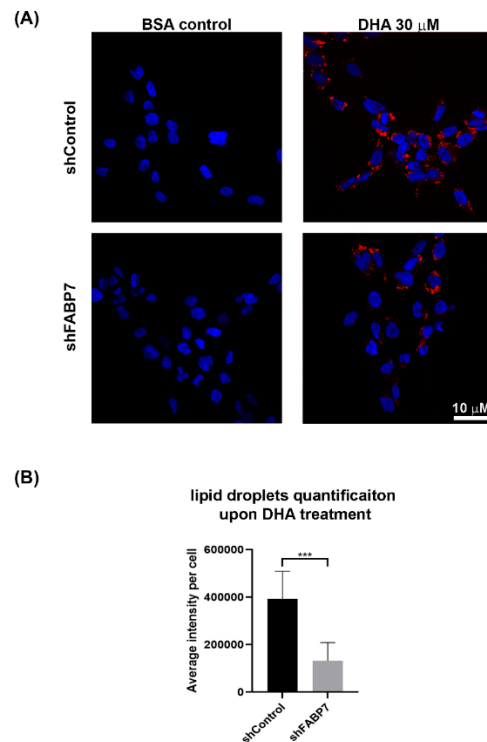 (A)
BSA control
DHA 30 μM
shControl
shFABP7
10 μM
(B)
lipid droplets quantificaiton
upon DHA treatment
Average intensity per cell
600000
400000
200000
0
***
shControl
shFABP7